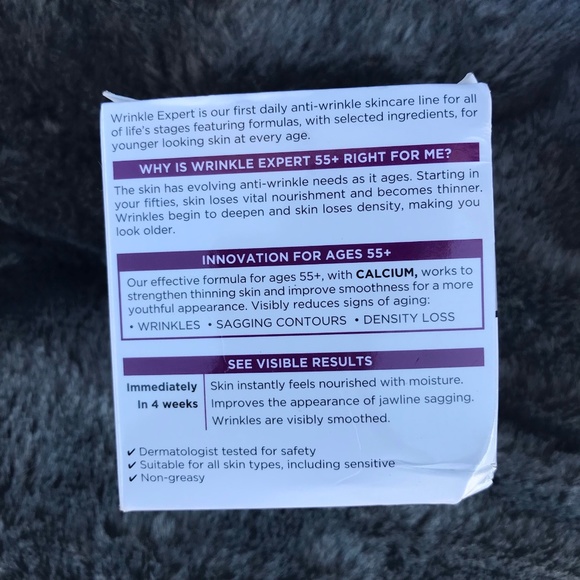 Wrinkle Expert is our first daily anti-wrinkle skincare line for all
of life's stages featuring formulas, with selected ingredients, for
younger looking skin at every age.
WHY IS WRINKLE EXPERT 55+ RIGHT FOR ME?
The skin has evolving anti-wrinkle needs as it ages. Starting in
your fifties, skin loses vital nourishment and becomes thinner.
Wrinkles begin to deepen and skin loses density, making you
look older.
INNOVATION FOR AGES 55+
Our effective formula for ages 55+, with CALCIUM, works to
strengthen thinning skin and improve smoothness for a more
youthful appearance. Visibly reduces signs of aging:
• WRINKLES • SAGGING CONTOURS • DENSITY LOSS
SEE VISIBLE RESULTS
Immediately Skin instantly feels nourished with moisture.
In 4 weeks Improves the appearance of jawline sagging.
Wrinkles are visibly smoothed.
✔ Dermatologist tested for safety
✔ Suitable for all skin types, including sensitive
✔ Non-greasy